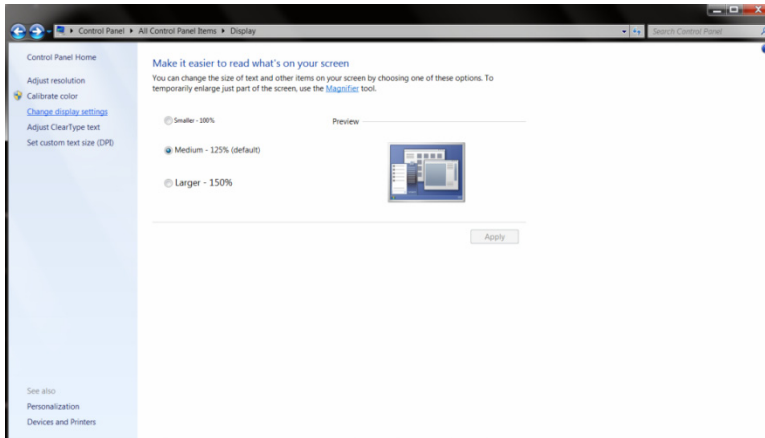 Control Panel ▸ All Control Panel Items ▸ Display
Search Control Panel
Control Panel Home
Adjust resolution
Calibrate color
Change display settings
Adjust ClearType text
Set custom text size (DPI)
Make it easier to read what's on your screen
You can change the size of text and other items on your screen by choosing one of these options. To
temporarily enlarge just part of the screen, use the Magnifier tool.
Smaller - 100%
Preview
Medium - 125% (default)
Larger - 150%
Apply
See also
Personalization
Devices and Printers